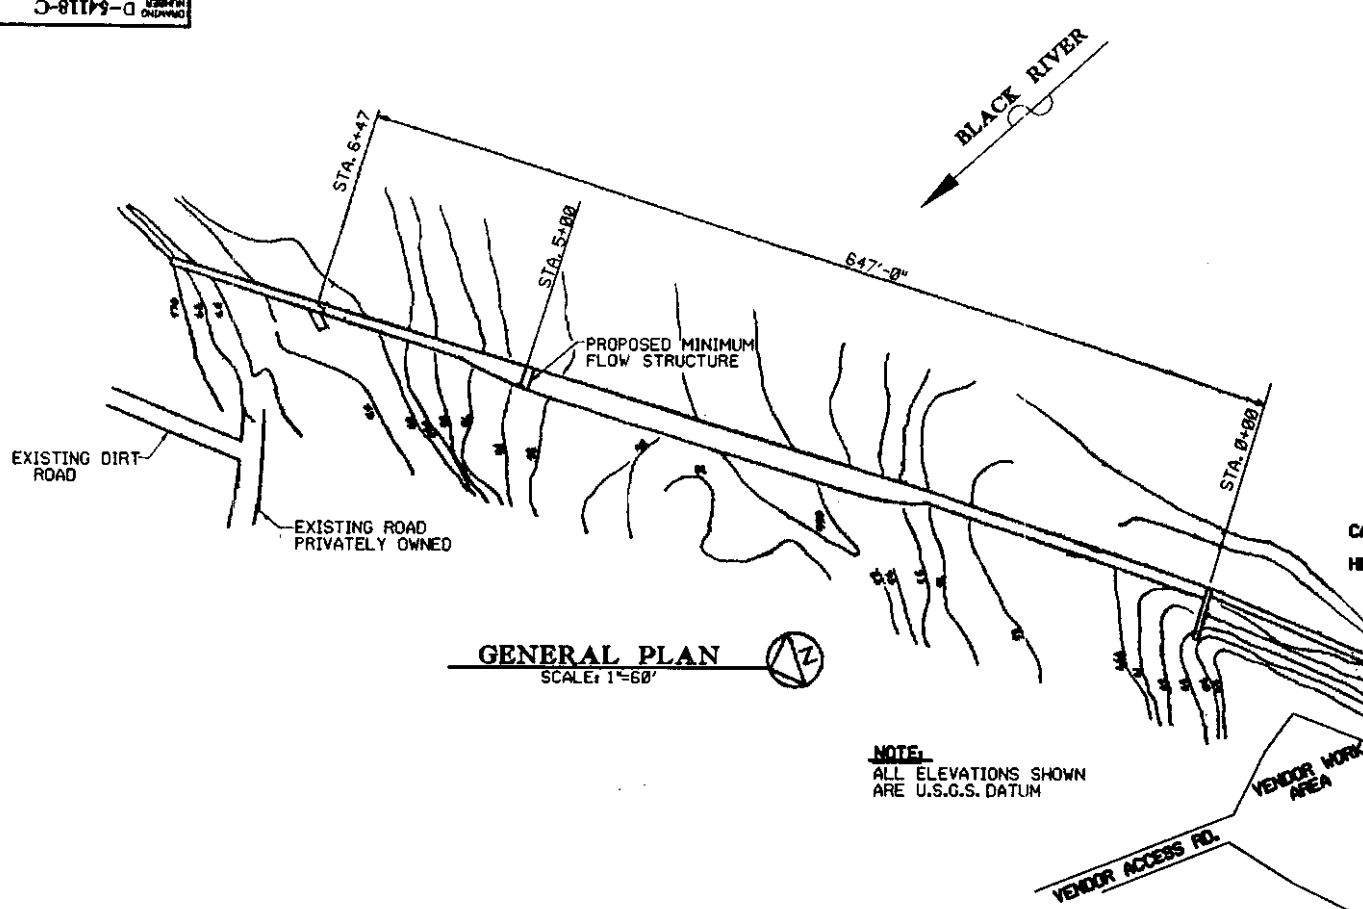 DRAWING
NUMBER D-54118-C
BLACK RIVER
STA. 6+47
STA. 5+00
647'-0"
STA. 0+00
PROPOSED MINIMUM
FLOW STRUCTURE
EXISTING DIRT
ROAD
EXISTING ROAD
PRIVATELY OWNED
GENERAL PLAN
SCALE: 1"=60'
N
NOTE:
ALL ELEVATIONS SHOWN
ARE U.S.G.S. DATUM
VENDOR WORK
AREA
VENDOR ACCESS RD.